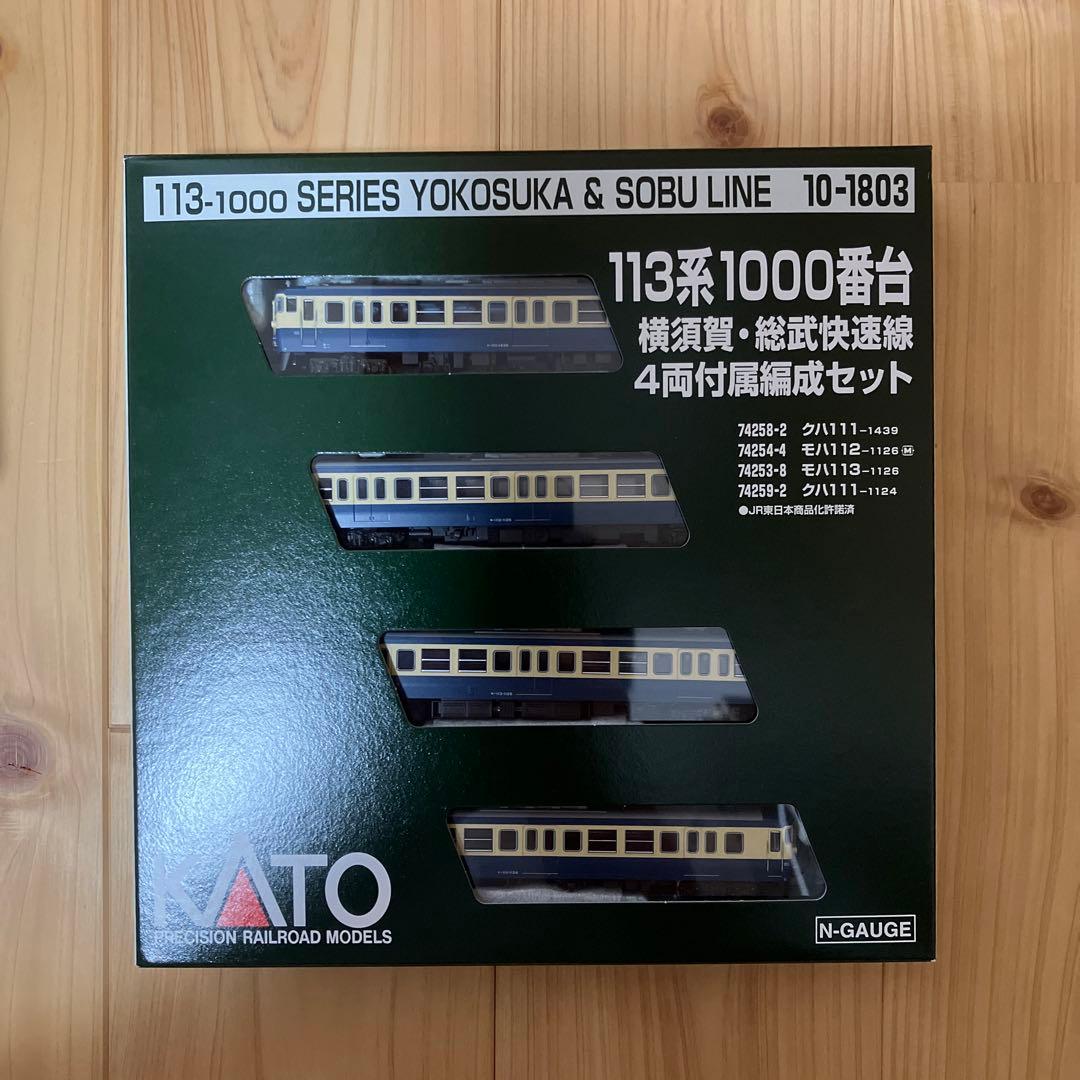 113-1000 SERIES YOKOSUKA & SOBU LINE 10-1803
113系1000番台
横須賀・総武快速線
4両付属編成セット
74258-2 クハ111-1439
74254-4 モハ112-1126 M
74253-8 モハ113-1126
74259-2 クハ111-1124
●JR東日本商品化許諾済
KATO
PRECISION RAILROAD MODELS
N-GAUGE